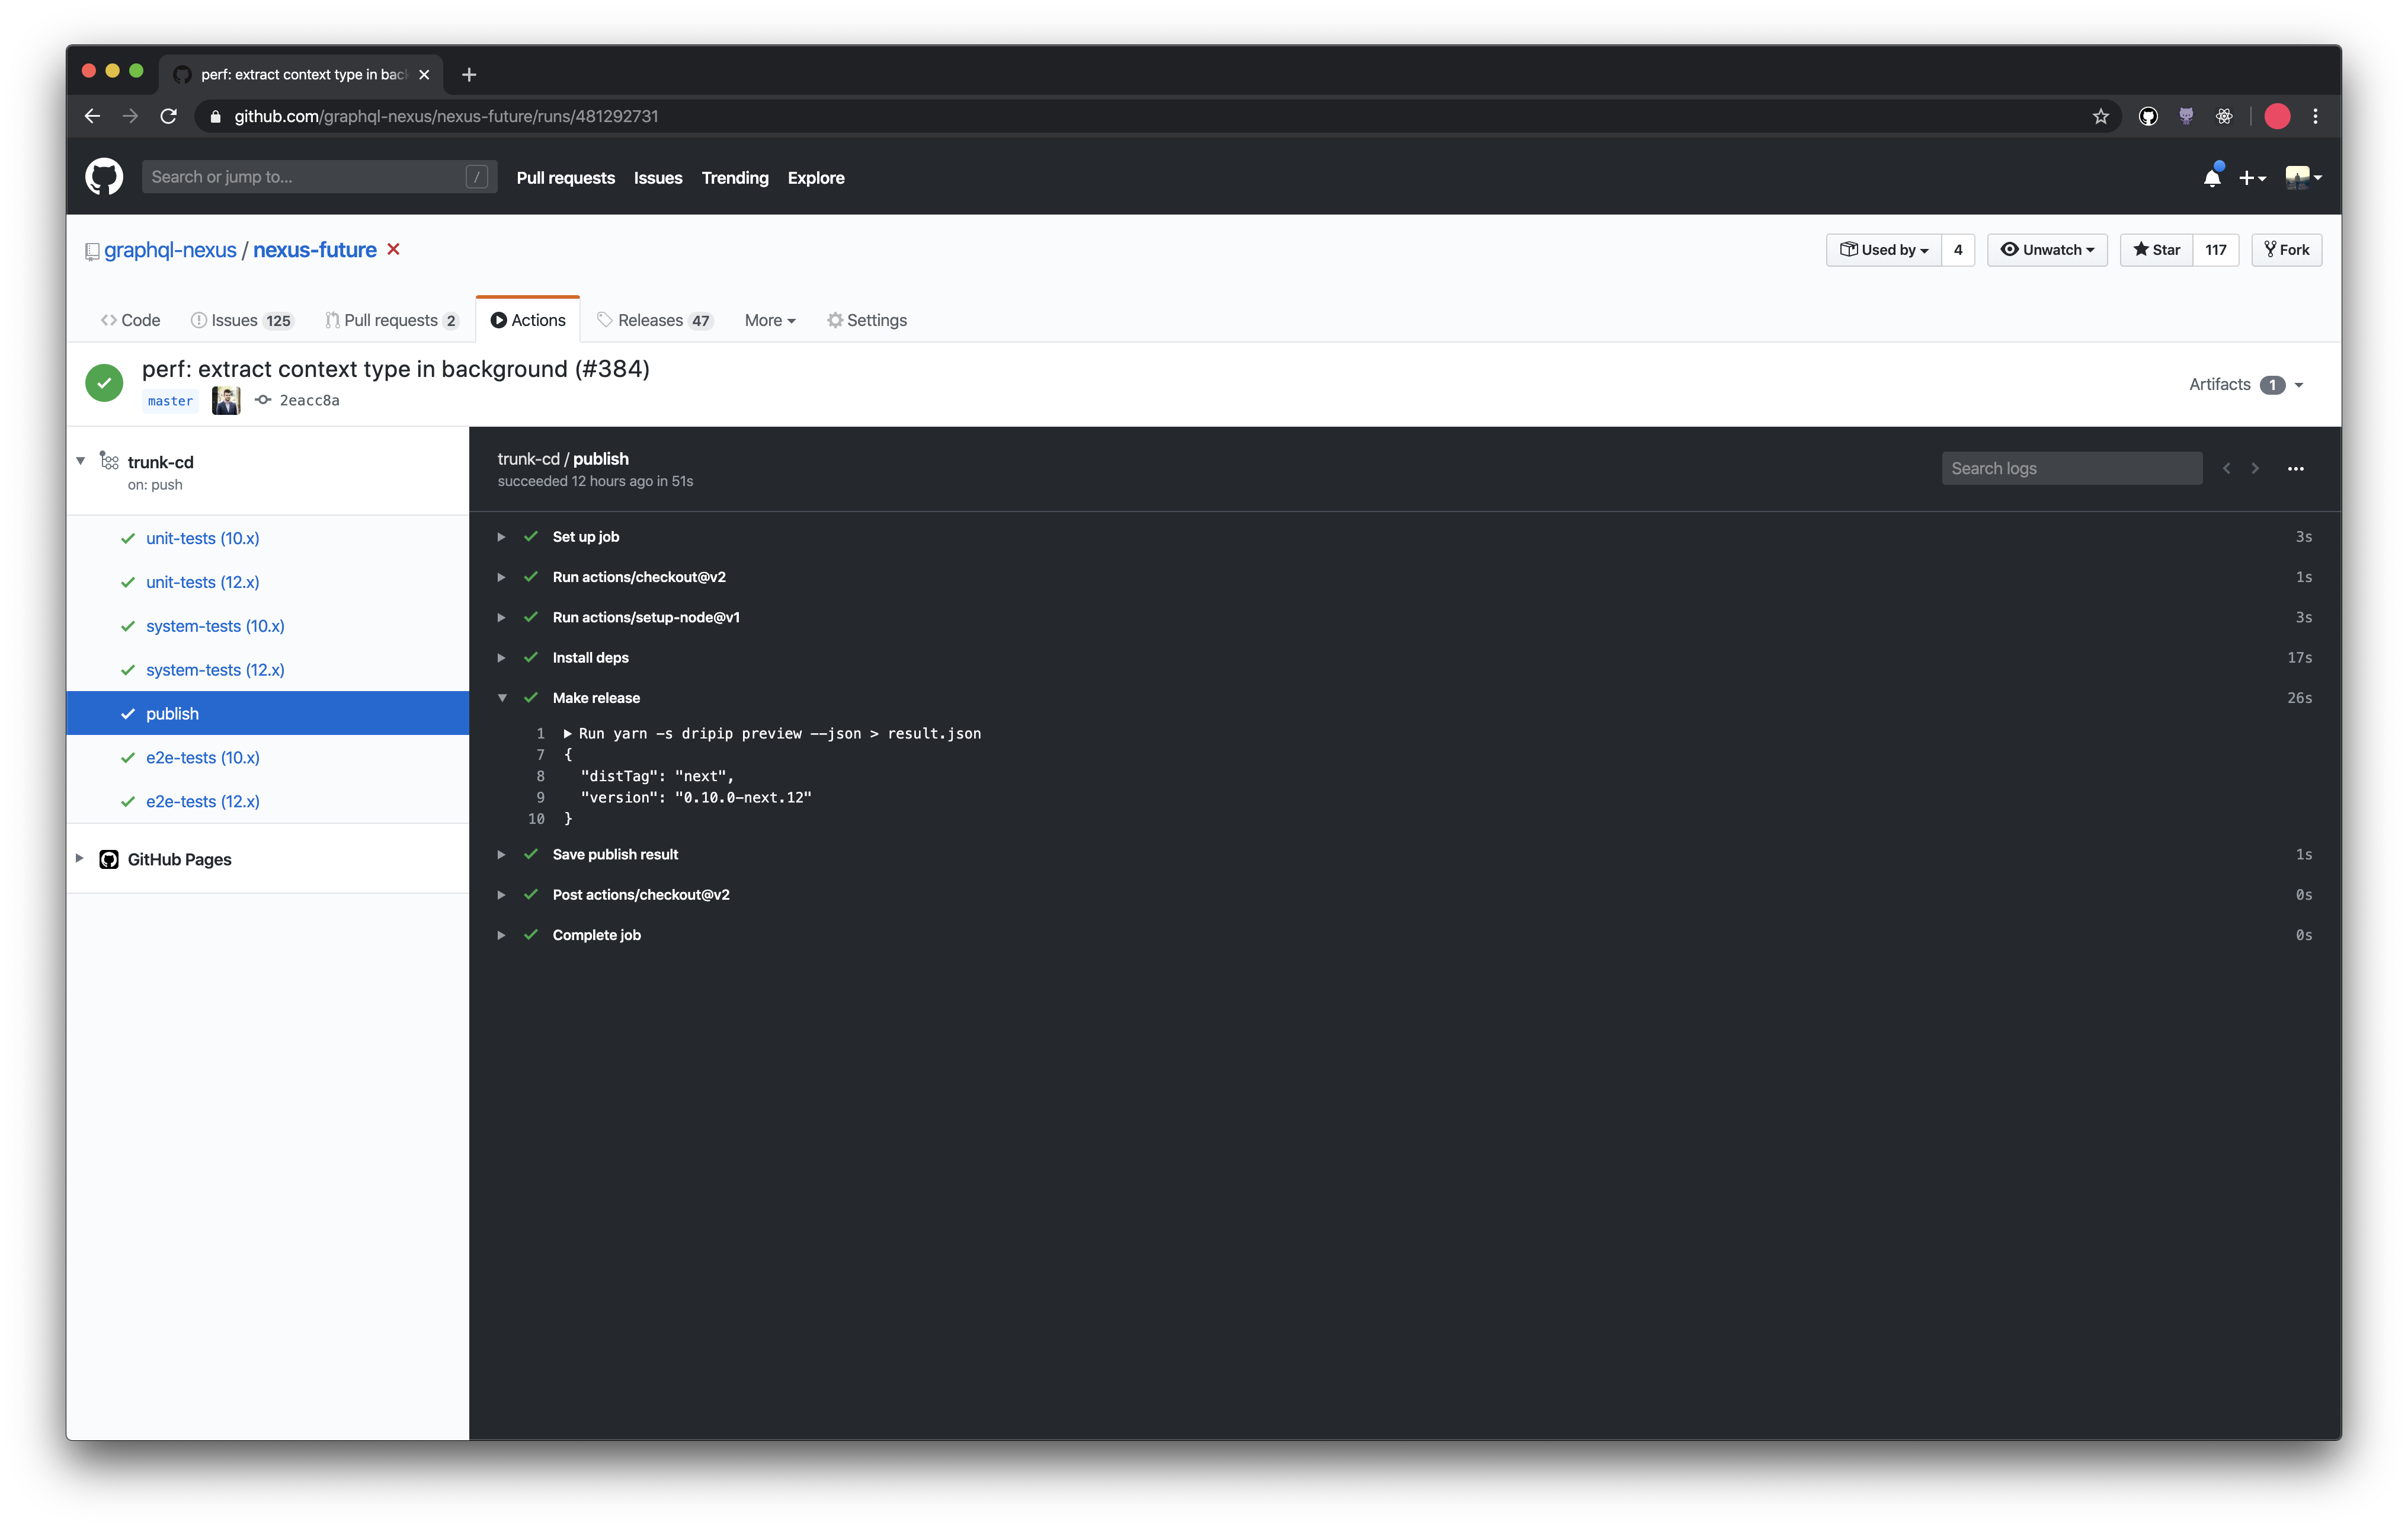 perf: extract context type in bac
github.com/graphql-nexus/nexus-future/runs/481292731
Search or jump to... /
Pull requests Issues Trending Explore
graphql-nexus / nexus-future
Used by 4 Unwatch Star 117 Fork
Code Issues 125 Pull requests 2 Actions Releases 47 More Settings
perf: extract context type in background (#384)
master 2eacc8a
Artifacts 1
trunk-cd
on: push
unit-tests (10.x)
unit-tests (12.x)
system-tests (10.x)
system-tests (12.x)
publish
e2e-tests (10.x)
e2e-tests (12.x)
GitHub Pages
trunk-cd / publish
succeeded 12 hours ago in 51s
Search logs
Set up job 3s
Run actions/checkout@v2 1s
Run actions/setup-node@v1 3s
Install deps 17s
Make release 26s
1 Run yarn -s dripip preview --json > result.json
7 {
8 "distTag": "next",
9 "version": "0.10.0-next.12"
10 }
Save publish result 1s
Post actions/checkout@v2 0s
Complete job 0s